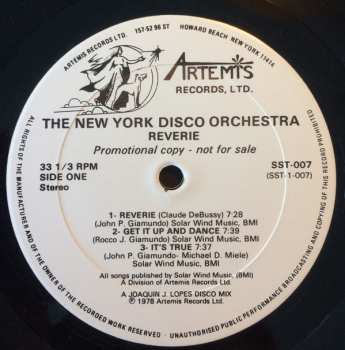 ARTEMIS RECORDS LTD. 157-52 96 ST HOWARD BEACH, NEW YORK 11414
ARTEMIS
RECORDS, LTD.
THE NEW YORK DISCO ORCHESTRA
REVERIE
Promotional copy - not for sale
33 1/3 RPM
SIDE ONE
Stereo
SST-007
(SST-1-007)
1- REVERIE (Claude DeBussy) 7:28
(John P. Giamundo) Solar Wind Music, BMI
2- GET IT UP AND DANCE 7:39
(Rocco J. Giamundo) Solar Wind Music, BMI
3- IT'S TRUE 7:37
(John P. Giamundo- Michael D. Miele)
Solar Wind Music, BMI
All songs published by Solar Wind Music, (BMI)
A Division of Artemis Records Ltd.
A JOAQUIN J. LOPES DISCO MIX
℗ 1978 Artemis Records Ltd.
ALL RIGHTS OF THE MANUFACTURER AND OF THE OWNER OF THE RECORDED WORK RESERVED - UNAUTHORISED PUBLIC PERFORMANCE BROADCASTING AND COPYING OF THIS RECORD PROHIBITED